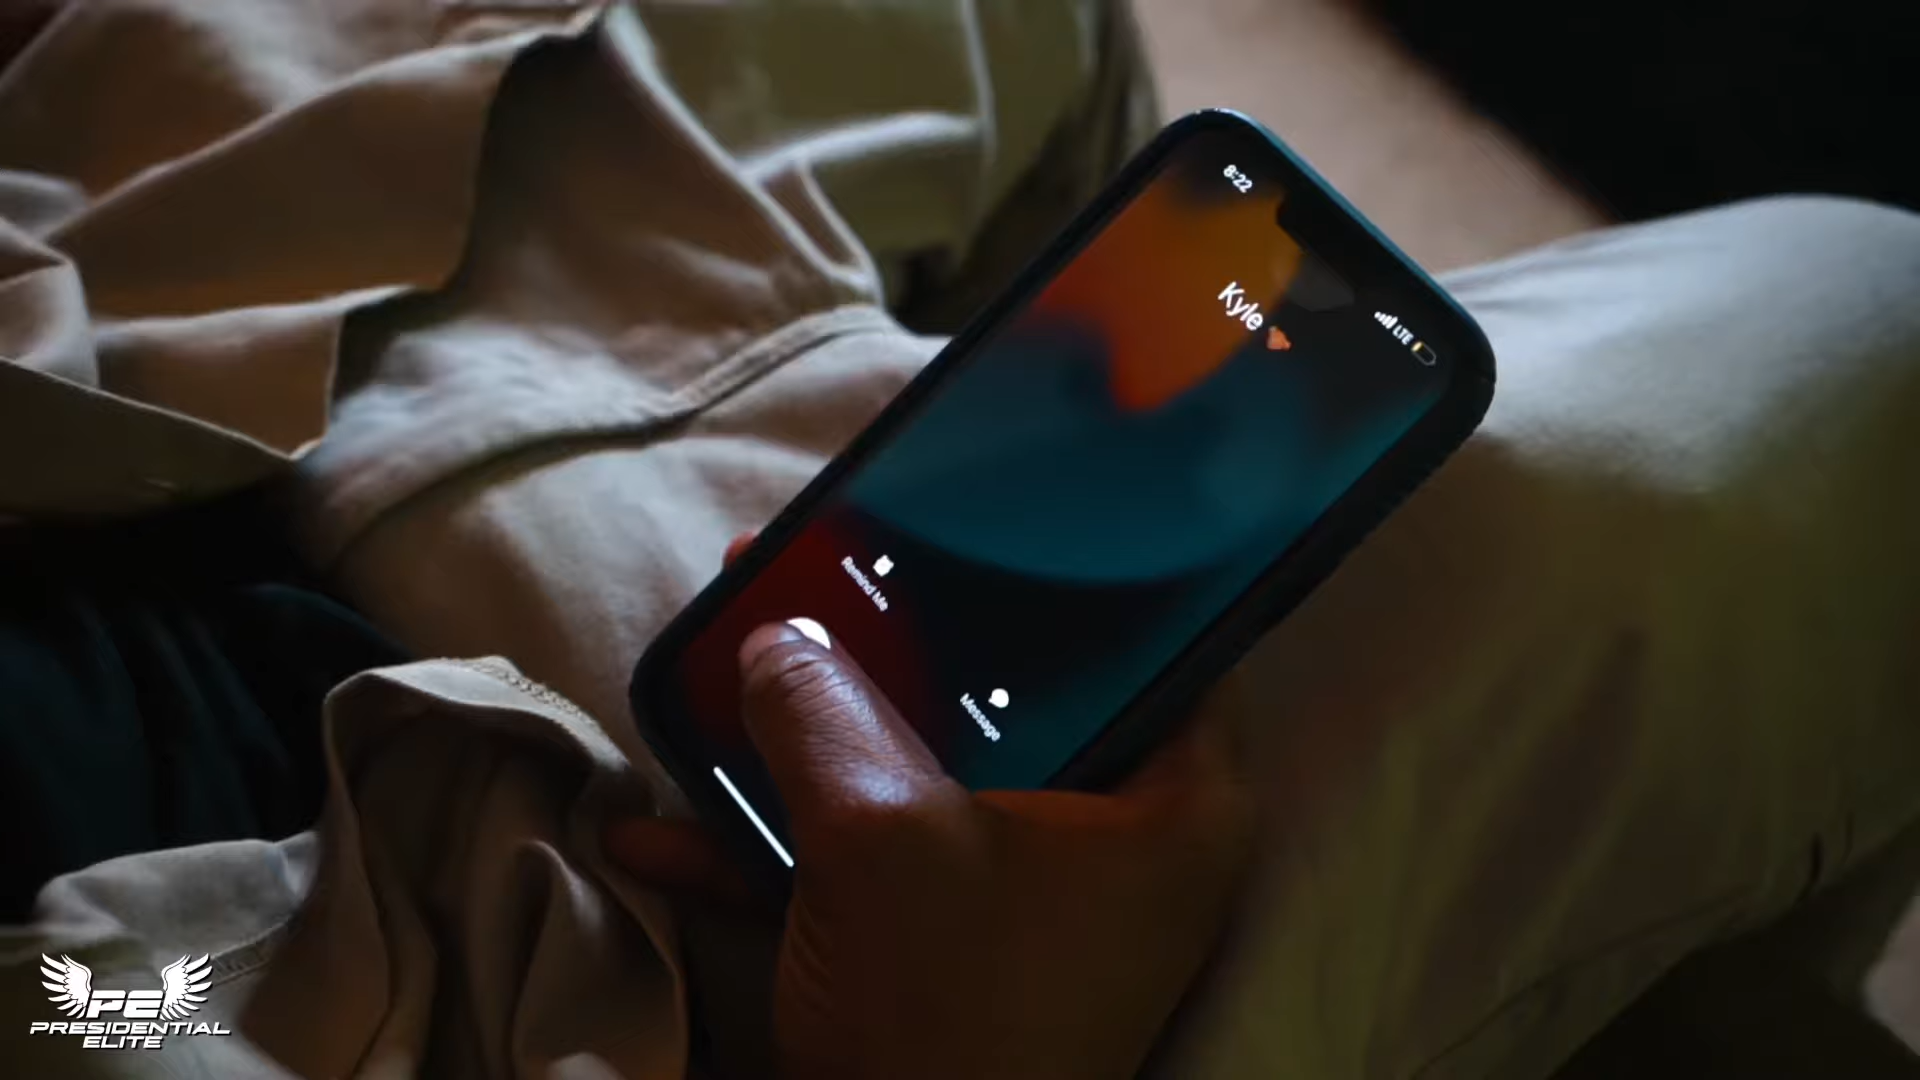 8:22
LTE
Kyle
Remind Me
Message
PE
PRESIDENTIAL
ELITE